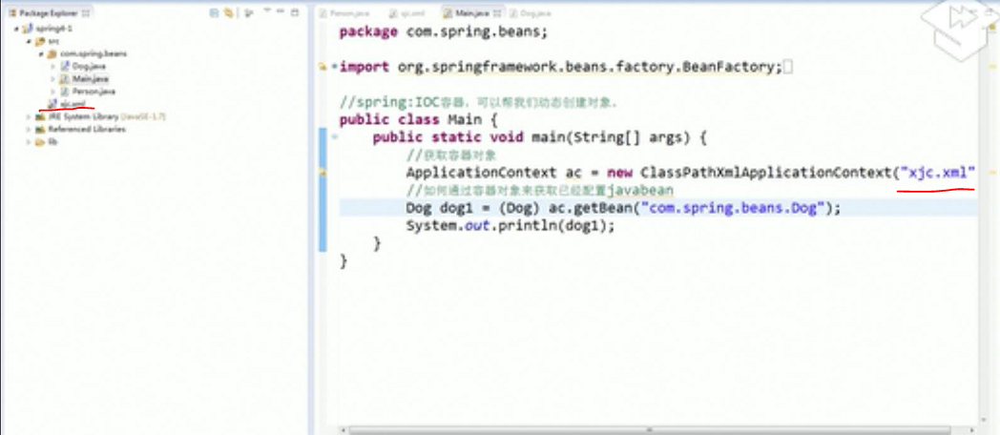 Package Explorer
spring4-1
src
com.spring.beans
Dog.java
Main.java
Person.java
xjc.xml
JRE System Library [JavaSE-1.7]
Referenced Libraries
lib
Person.java xjc.xml Main.java Dog.java
package com.spring.beans;
import org.springframework.beans.factory.BeanFactory;
//spring:IOC容器，可以帮我们动态创建对象。
public class Main {
public static void main(String[] args) {
//获取容器对象
ApplicationContext ac = new ClassPathXmlApplicationContext("xjc.xml"
//如何通过容器对象来获取已经配置javabean
Dog dog1 = (Dog) ac.getBean("com.spring.beans.Dog");
System.out.println(dog1);
}
}